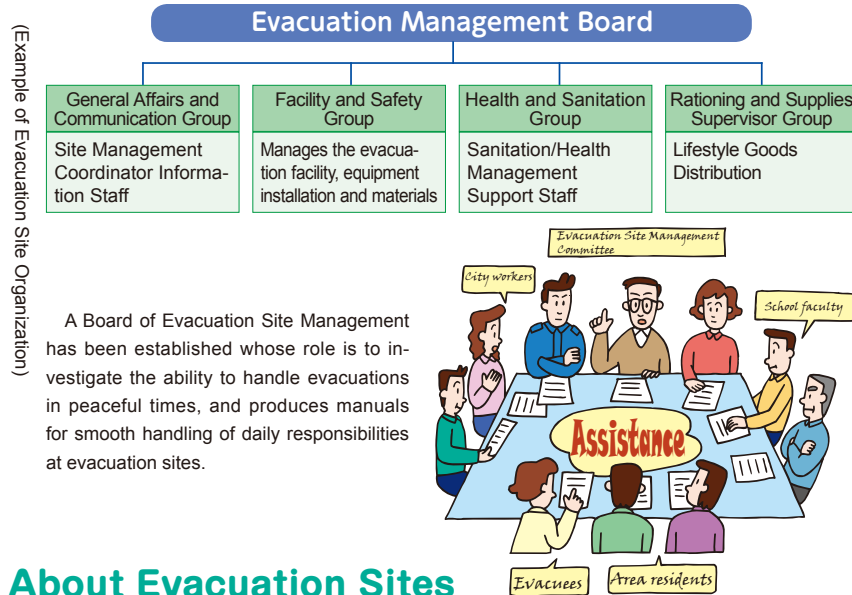 Evacuation Management Board
(Example of Evacuation Site Organization)
General Affairs and
Communication Group
Site Management
Coordinator Informa-
tion Staff
Facility and Safety
Group
Manages the evacua-
tion facility, equipment
installation and materials
Health and Sanitation
Group
Sanitation/Health
Management
Support Staff
Rationing and Supplies
Supervisor Group
Lifestyle Goods
Distribution
A Board of Evacuation Site Management
has been established whose role is to in-
vestigate the ability to handle evacuations
in peaceful times, and produces manuals
for smooth handling of daily responsibilities
at evacuation sites.
Evacuation Site Management
Committee
City workers
School faculty
Assistance
Evacuees
Area residents
About Evacuation Sites